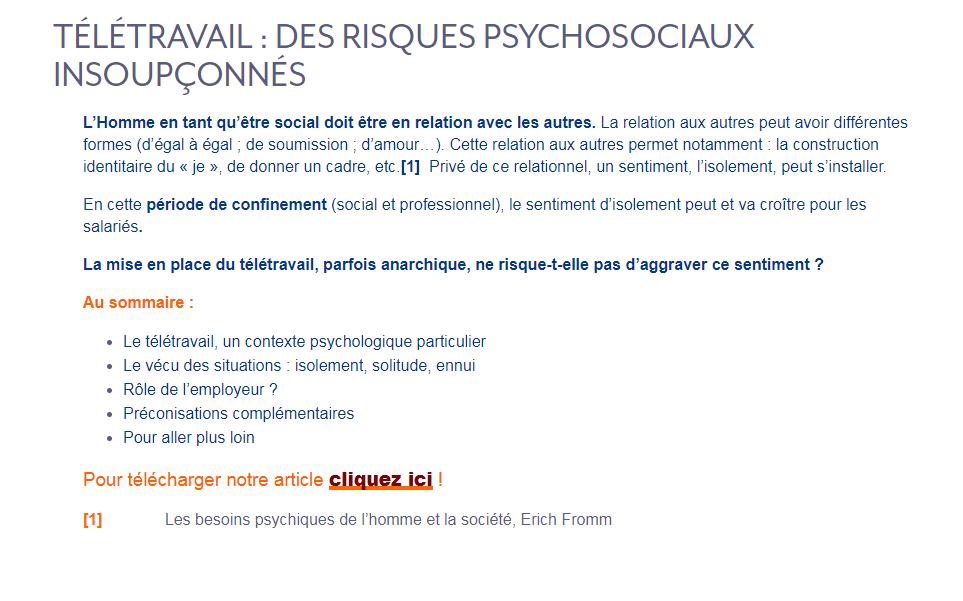 TÉLÉTRAVAIL : DES RISQUES PSYCHOSOCIAUX
INSOUPÇONNÉS
L’Homme en tant qu’être social doit être en relation avec les autres. La relation aux autres peut avoir différentes
formes (d’égal à égal ; de soumission ; d’amour…). Cette relation aux autres permet notamment : la construction
identitaire du « je », de donner un cadre, etc.[1] Privé de ce relationnel, un sentiment, l’isolement, peut s’installer.
En cette période de confinement (social et professionnel), le sentiment d’isolement peut et va croître pour les
salariés.
La mise en place du télétravail, parfois anarchique, ne risque-t-elle pas d’aggraver ce sentiment ?
Au sommaire :
• Le télétravail, un contexte psychologique particulier
• Le vécu des situations : isolement, solitude, ennui
• Rôle de l’employeur ?
• Préconisations complémentaires
• Pour aller plus loin
Pour télécharger notre article cliquez ici !
[1] Les besoins psychiques de l’homme et la société, Erich Fromm